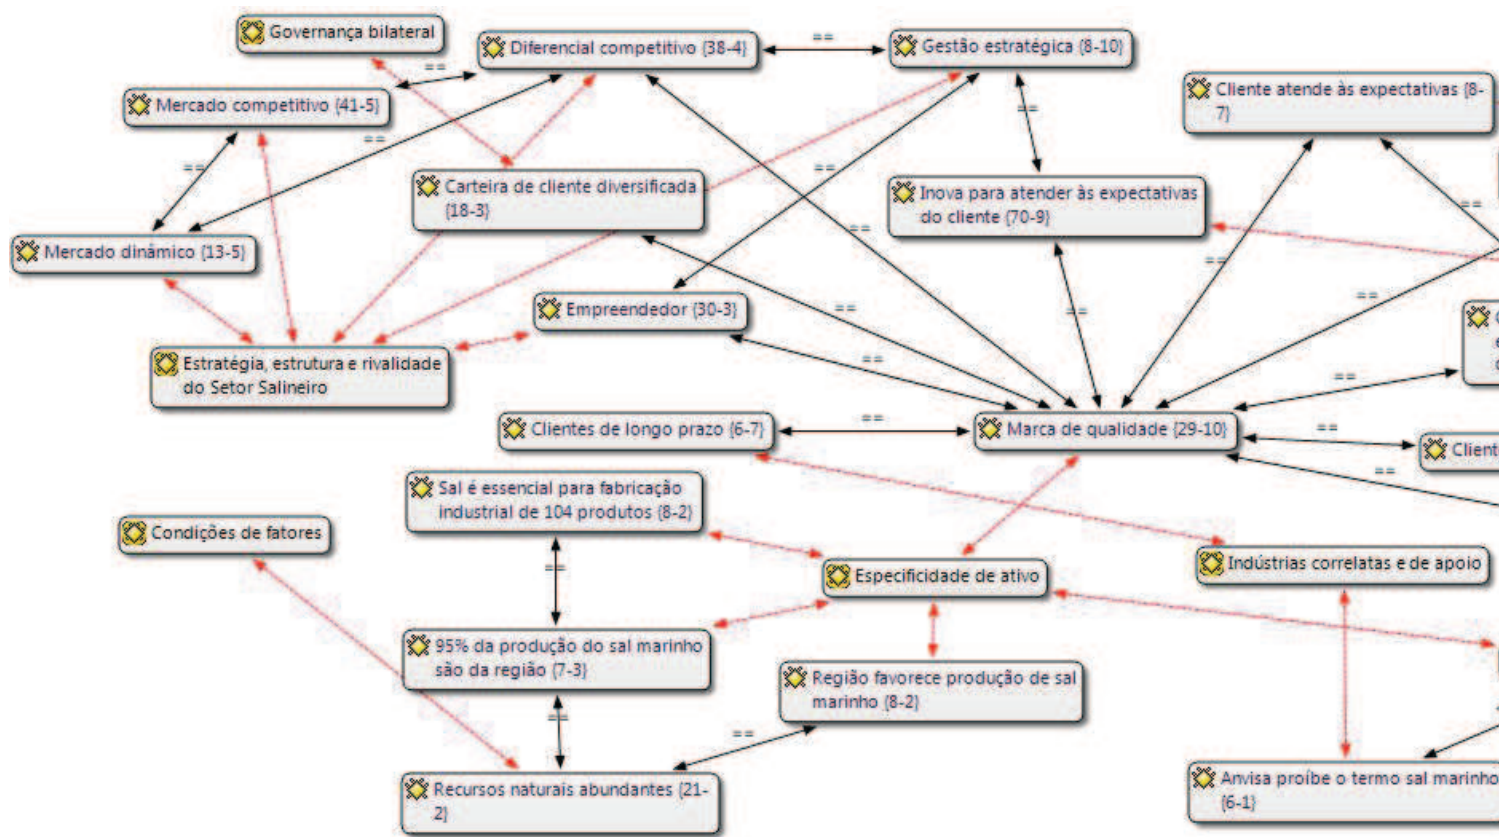 Governança bilateral
Diferencial competitivo {38-4}
==
Gestão estratégica {8-10}
==
Mercado competitivo {41-5}
Cliente atende às expectativas {8-
7}
==
==
==
==
Carteira de cliente diversificada
{18-3}
Inova para atender às expectativas
do cliente {70-9}
==
==
==
Mercado dinâmico {13-5}
==
Empreendedor {30-3}
==
==
==
Estratégia, estrutura e rivalidade
do Setor Salineiro
==
==
Clientes de longo prazo {6-7}
==
Marca de qualidade {29-10}
==
Client
==
Sal é essencial para fabricação
industrial de 104 produtos {8-2}
Condições de fatores
==
Especificidade de ativo
Indústrias correlatas e de apoio
95% da produção do sal marinho
são da região {7-3}
Região favorece produção de sal
marinho {8-2}
==
==
Recursos naturais abundantes {21-
2}
Anvisa proíbe o termo sal marinho
{6-1}